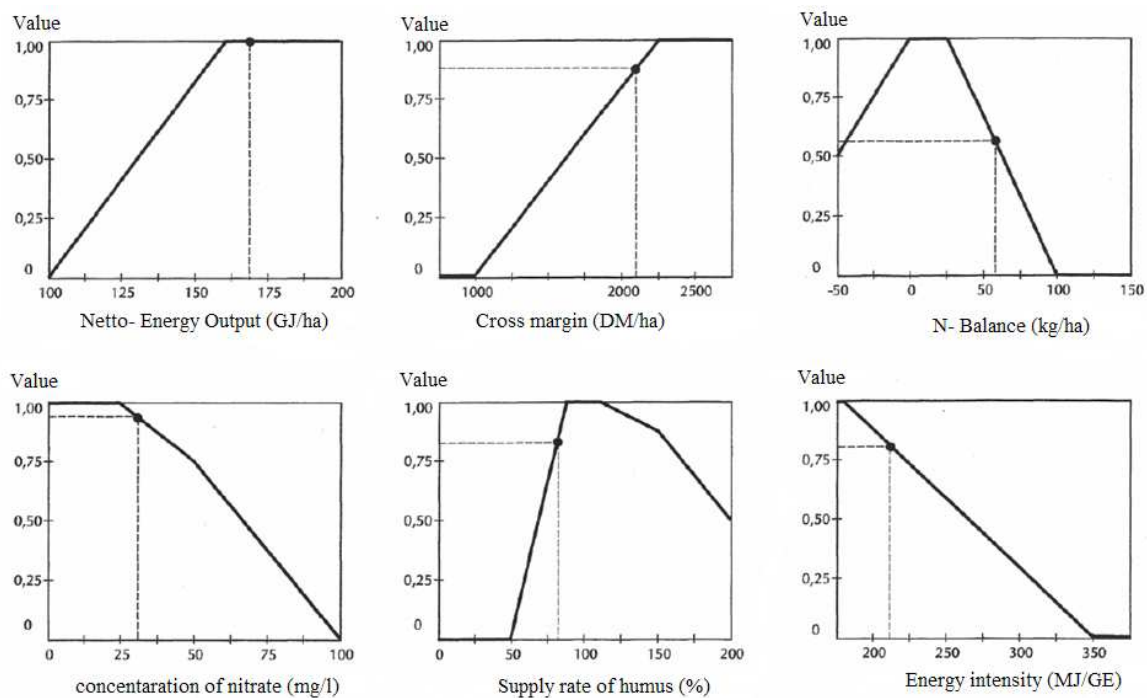 Value
1,00
0,75
0,50
0,25
0
100 125 150 175 200
Netto- Energy Output (GJ/ha)
Value
1,00
0,75
0,50
0,25
0
1000 2000 2500
Cross margin (DM/ha)
Value
1,00
0,75
0,50
0,25
0
-50 0 50 100 150
N- Balance (kg/ha)
Value
1,00
0,75
0,50
0,25
0
0 25 50 75 100
concentaration of nitrate (mg/l)
Value
1,00
0,75
0,50
0,25
0
0 50 100 150 200
Supply rate of humus (%)
Value
1,00
0,75
0,50
0,25
0
200 250 300 350
Energy intensity (MJ/GE)